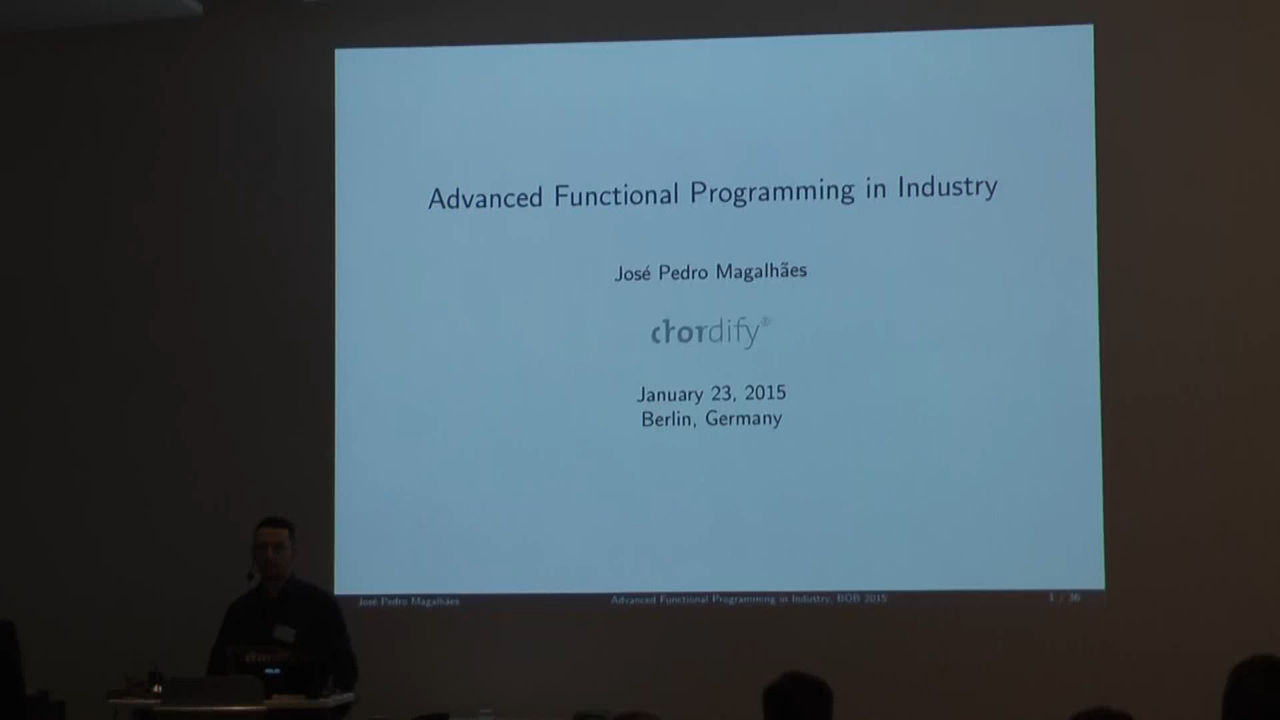 Advanced Functional Programming in Industry
José Pedro Magalhães
chordify®
January 23, 2015
Berlin, Germany
José Pedro Magalhães Advanced Functional Programming in Industry, BOB 2015 1 / 36